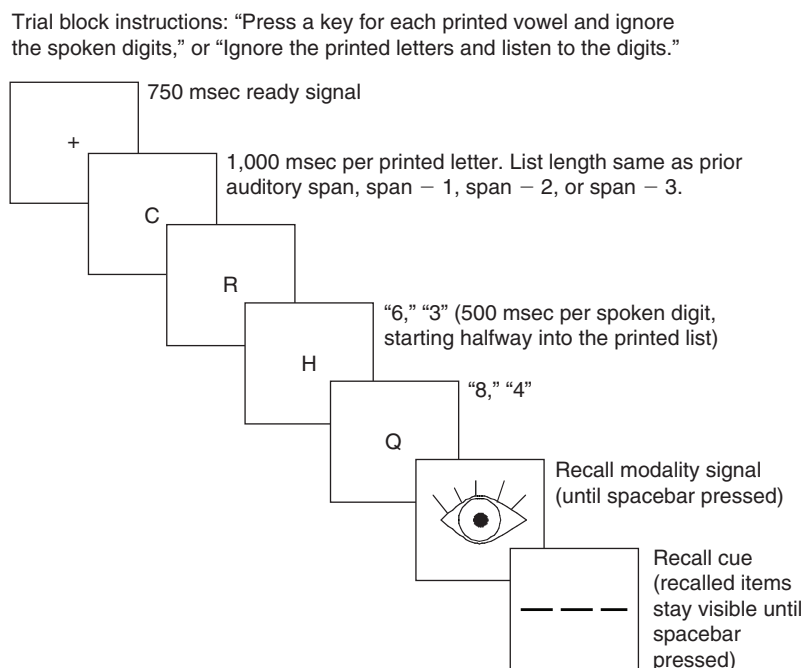 Trial block instructions: “Press a key for each printed vowel and ignore
the spoken digits,” or “Ignore the printed letters and listen to the digits.”
750 msec ready signal
+
1,000 msec per printed letter. List length same as prior
auditory span, span − 1, span − 2, or span − 3.
C
R
“6,” “3” (500 msec per spoken digit,
starting halfway into the printed list)
H
“8,” “4”
Q
Recall modality signal
(until spacebar pressed)
Recall cue
(recalled items
stay visible until
spacebar
pressed)